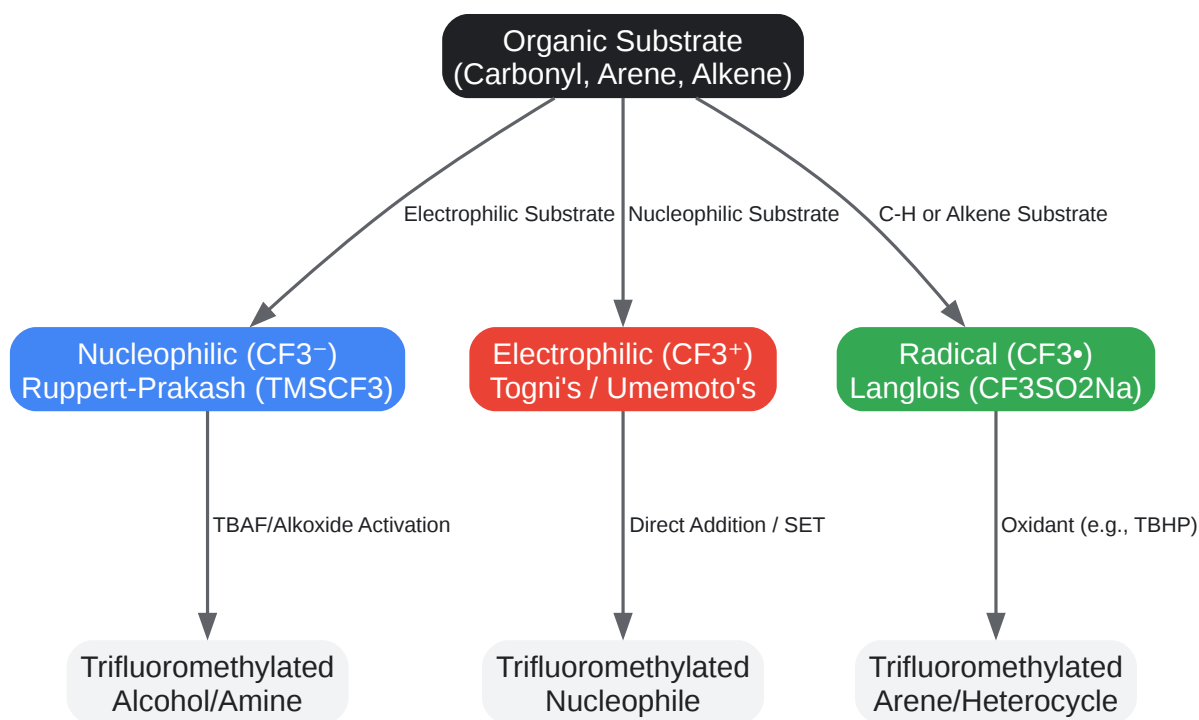 Organic Substrate
(Carbonyl, Arene, Alkene)
Electrophilic Substrate
Nucleophilic Substrate
C-H or Alkene Substrate
Nucleophilic (CF3⁻)
Ruppert-Prakash (TMSCF3)
Electrophilic (CF3⁺)
Togni's / Umemoto's
Radical (CF3•)
Langlois (CF3SO2Na)
TBAF/Alkoxide Activation
Direct Addition / SET
Oxidant (e.g., TBHP)
Trifluoromethylated
Alcohol/Amine
Trifluoromethylated
Nucleophile
Trifluoromethylated
Arene/Heterocycle